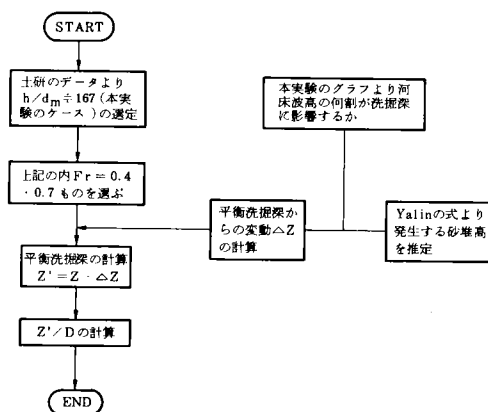 START
土研のデータより
h/dm≑167(本実
験のケース)の選定
上記の内Fr=0.4
・0.7ものを選ぶ
平衡洗掘深の計算
Z'=Z-△Z
Z'/Dの計算
END
本実験のグラフより河
床波高の何割が洗掘深
に影響するか
平衡洗掘深か
らの変動△Z
の計算
Yalinの式より
発生する砂堆高
を推定